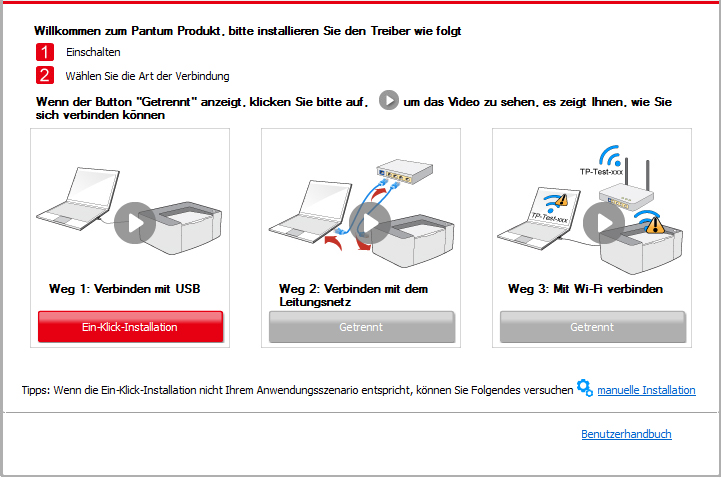 Willkommen zum Pantum Produkt, bitte installieren Sie den Treiber wie folgt
1 Einschalten
2 Wählen Sie die Art der Verbindung
Wenn der Button "Getrennt" anzeigt, klicken Sie bitte auf, um das Video zu sehen, es zeigt Ihnen, wie Sie
sich verbinden können
TP-Test-xxx
TP-Test-xxx
Weg 1: Verbinden mit USB
Ein-Klick-Installation
Weg 2: Verbinden mit dem
Leitungsnetz
Getrennt
Weg 3: Mit Wi-Fi verbinden
Getrennt
Tipps: Wenn die Ein-Klick-Installation nicht Ihrem Anwendungsszenario entspricht, können Sie Folgendes versuchen manuelle Installation
Benutzerhandbuch